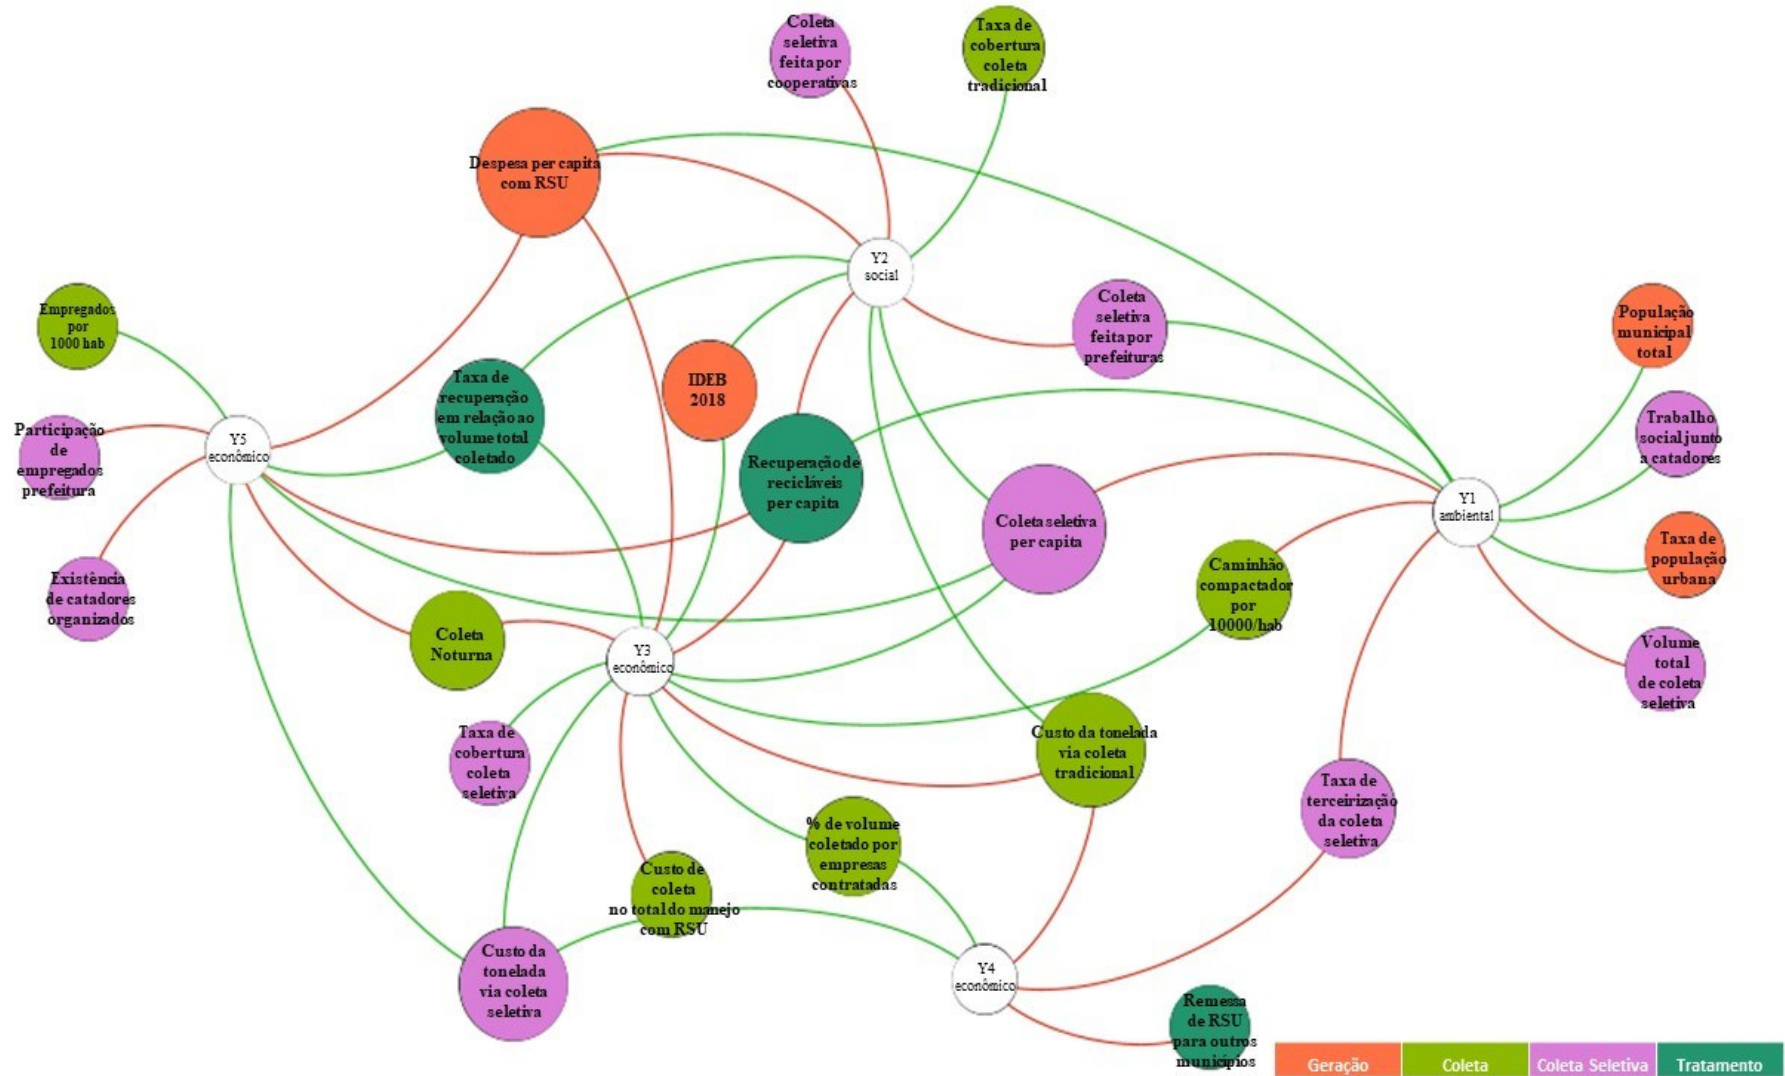 Coleta
seletiva
feita por
cooperativas
Taxa de
cobertura
coleta
tradicional
Despesa per capita
com RSU
Y2
social
Empregados
por
1000 hab
Coleta
seletiva
feita por
prefeituras
População
municipal
total
Taxa de
recuperação
em relação ao
volume total
coletado
IDEB
2018
Participação
de
empregados
prefeitura
Y5
econômico
Recuperação de
recicláveis
per capita
Trabalho
social junto
a catadores
Coleta seletiva
per capita
Y1
ambiental
Taxa de
população
urbana
Existência
de catadores
organizados
Caminhão
compactador
por
10000/hab
Coleta
Noturna
Y3
econômico
Volume
total
de coleta
seletiva
Taxa de
cobertura
coleta
seletiva
Custo da tonelada
via coleta
tradicional
Taxa de
terceirização
da coleta
seletiva
% de volume
coletado por
empresas
contratadas
Custo de
coleta
no total do manejo
com RSU
Custo da
tonelada
via coleta
seletiva
Y4
econômico
Remessa
de RSU
para outros
municípios
Geração
Coleta
Coleta Seletiva
Tratamento